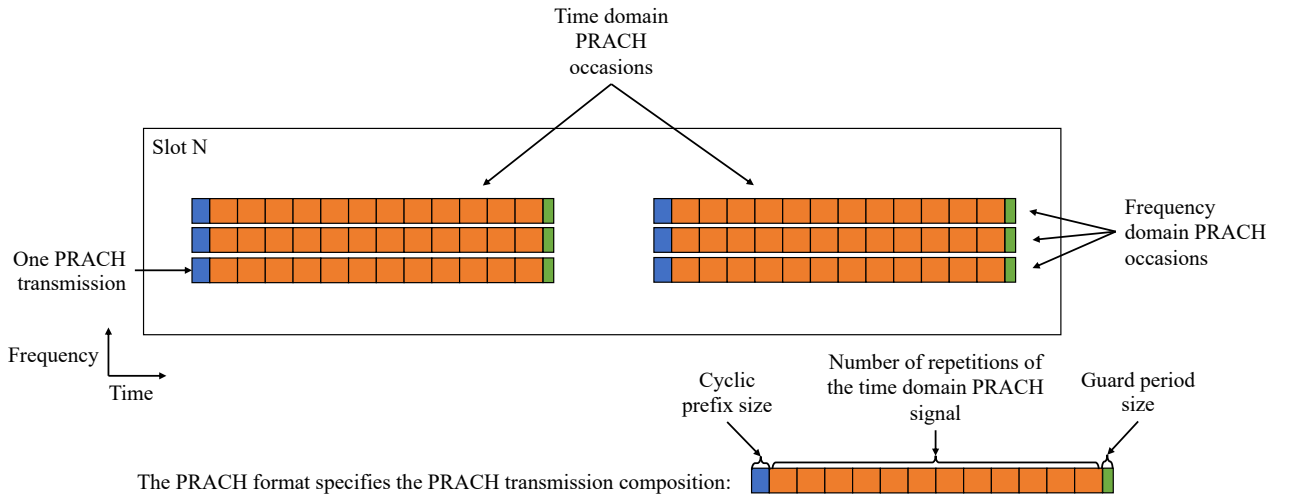 Time domain
PRACH
occasions
Slot N
One PRACH
transmission
Frequency
domain PRACH
occasions
Frequency
Time
Cyclic
prefix size
Number of repetitions of
the time domain PRACH
signal
Guard period
size
The PRACH format specifies the PRACH transmission composition: